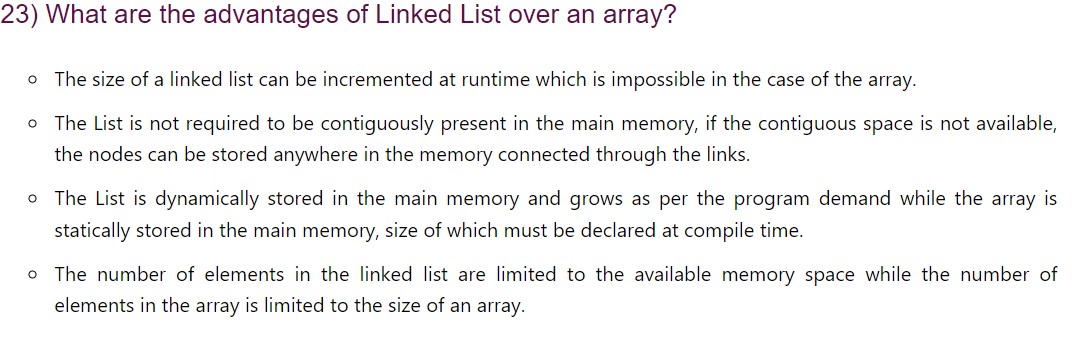 23) What are the advantages of Linked List over an array?
The size of a linked list can be incremented at runtime which is impossible in the case of the array.
The List is not required to be contiguously present in the main memory, if the contiguous space is not available,
the nodes can be stored anywhere in the memory connected through the links.
The List is dynamically stored in the main memory and grows as per the program demand while the array is
statically stored in the main memory, size of which must be declared at compile time.
The number of elements in the linked list are limited to the available memory space while the number of
elements in the array is limited to the size of an array.